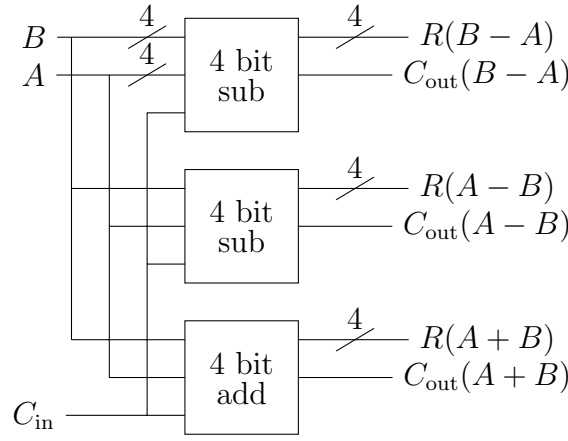 B 4 4 R(B − A)
A 4 C_out(B − A)
4 bit
sub
4 R(A − B)
4 bit
sub
C_out(A − B)
4 R(A + B)
4 bit
add
C_out(A + B)
C_in